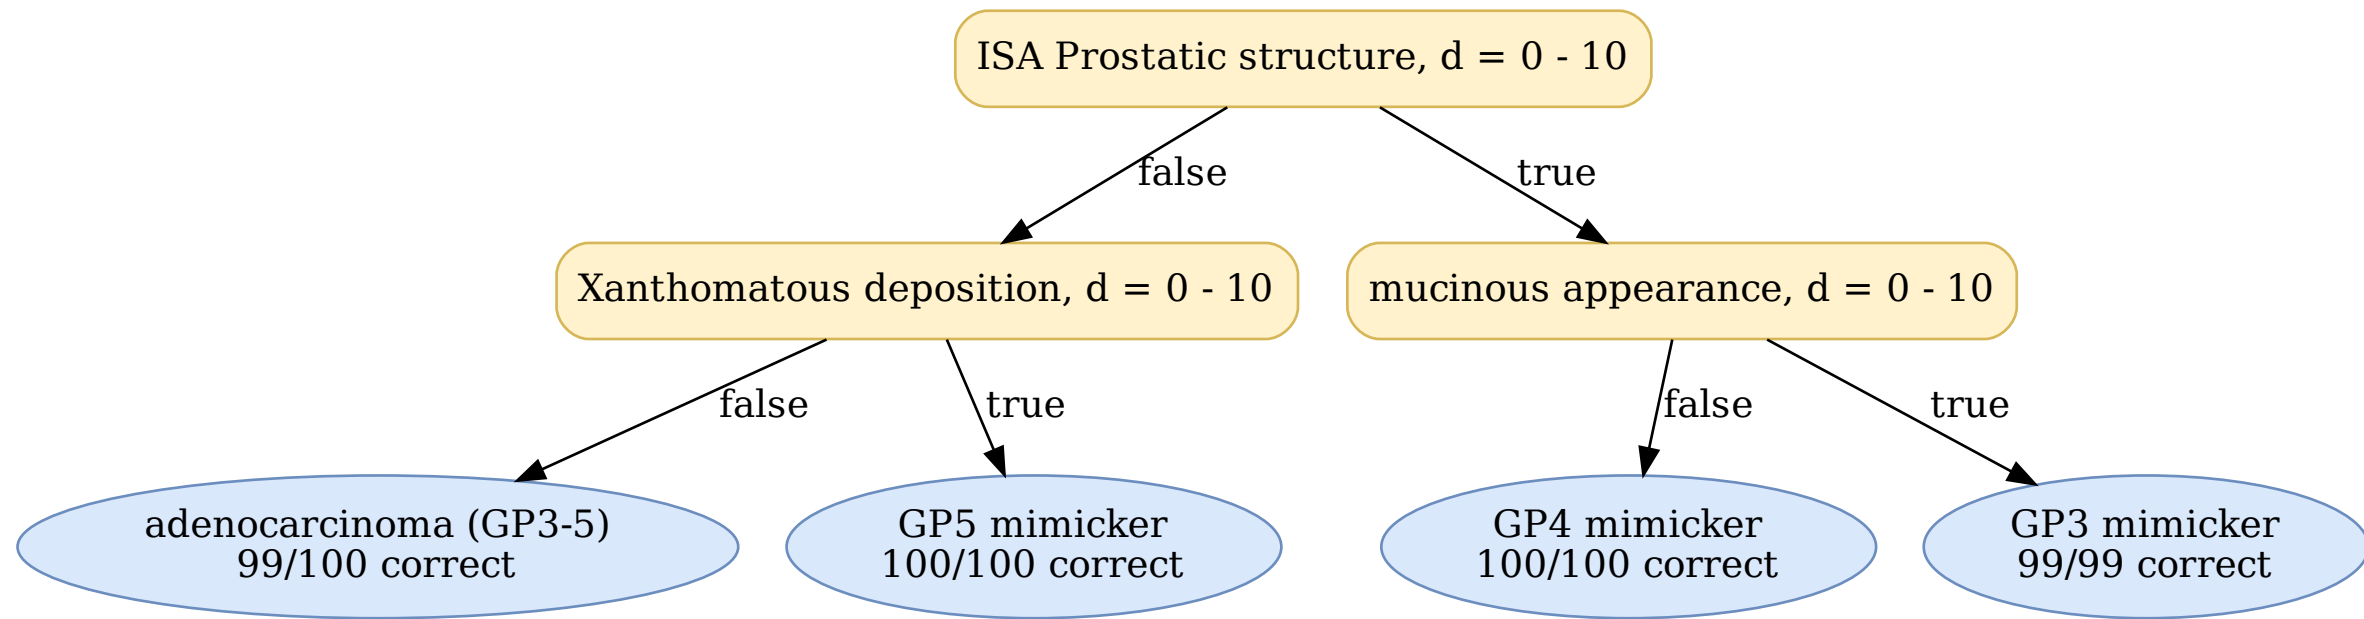 ISA Prostatic structure, d = 0 - 10
false
true
Xanthomatous deposition, d = 0 - 10
mucinous appearance, d = 0 - 10
false
true
false
true
adenocarcinoma (GP3-5)
99/100 correct
GP5 mimicker
100/100 correct
GP4 mimicker
100/100 correct
GP3 mimicker
99/99 correct